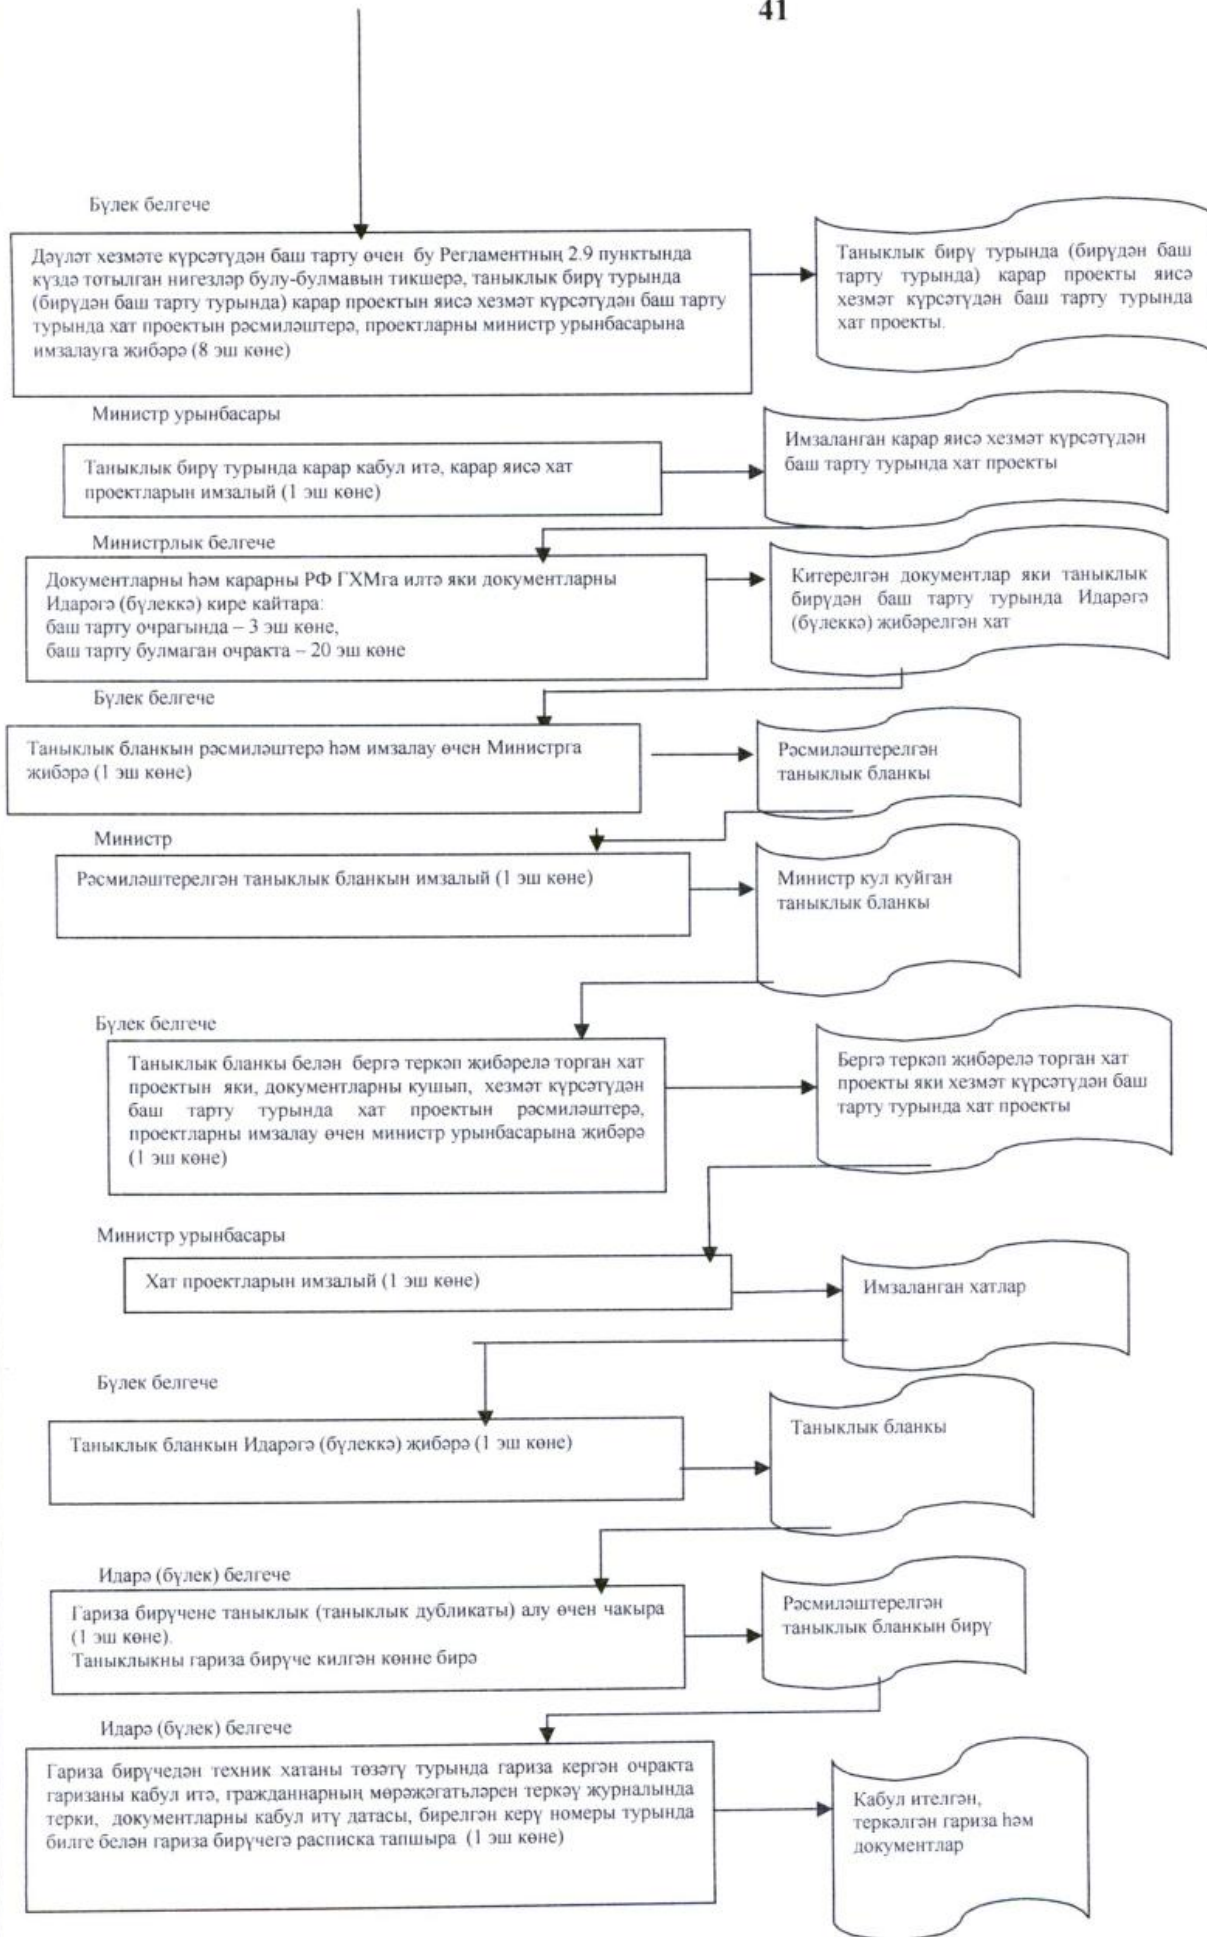 41
Бүлек белгече
Дәүләт хезмәте күрсәтүдән баш тарту өчен бу Регламентның 2.9 пунктында
күздә тотылган нигезләр булу-булмавын тикшерә, таныклык бирү турында
(бирүдән баш тарту турында) карар проектын яисә хезмәт күрсәтүдән баш тарту
турында хат проектын рәсмиләштерә, проектларны министр урынбасарына
имзалауга җибәрә (8 эш көне)
Таныклык бирү турында (бирүдән баш
тарту турында) карар проекты яисә
хезмәт күрсәтүдән баш тарту турында
хат проекты.
Министр урынбасары
Таныклык бирү турында карар кабул итә, карар яисә хат
проектларын имзалый (1 эш көне)
Имзаланган карар яисә хезмәт күрсәтүдән
баш тарту турында хат проекты
Министрлык белгече
Документларны һәм карарны РФ ГХМга илтә яки документларны
Идарәгә (бүлеккә) кире кайтара:
баш тарту очрагында – 3 эш көне,
баш тарту булмаган очракта – 20 эш көне
Китерелгән документлар яки таныклык
бирүдән баш тарту турында Идарәгә
(бүлеккә) җибәрелгән хат
Бүлек белгече
Таныклык бланкын рәсмиләштерә һәм имзалау өчен Министрга
җибәрә (1 эш көне)
Рәсмиләштерелгән
таныклык бланкы
Министр
Рәсмиләштерелгән таныклык бланкын имзалый (1 эш көне)
Министр кул куйган
таныклык бланкы
Бүлек белгече
Таныклык бланкы белән бергә теркәп җибәрелә торган хат
проектын яки, документларны кушып, хезмәт күрсәтүдән
баш тарту турында хат проектын рәсмиләштерә,
проектларны имзалау өчен министр урынбасарына җибәрә
(1 эш көне)
Бергә теркәп җибәрелә торган хат
проекты яки хезмәт күрсәтүдән баш
тарту турында хат проекты
Министр урынбасары
Хат проектларын имзалый (1 эш көне)
Имзаланган хатлар
Бүлек белгече
Таныклык бланкын Идарәгә (бүлеккә) җибәрә (1 эш көне)
Таныклык бланкы
Идарә (бүлек) белгече
Гариза бирүчене таныклык (таныклык дубликаты) алу өчен чакыра
(1 эш көне).
Таныклыкны гариза бирүче килгән көнне бирә
Рәсмиләштерелгән
таныклык бланкын бирү
Идарә (бүлек) белгече
Гариза бирүчедән техник хатаны төзәтү турында гариза кергән очракта
гаризаны кабул итә, гражданнарның мөрәҗәгатьләрен теркәү журналында
терки, документларны кабул итү датасы, бирелгән керү номеры турында
билге белән гариза бирүчегә расписка тапшыра (1 эш көне)
Кабул ителгән,
теркәлгән гариза һәм
документлар